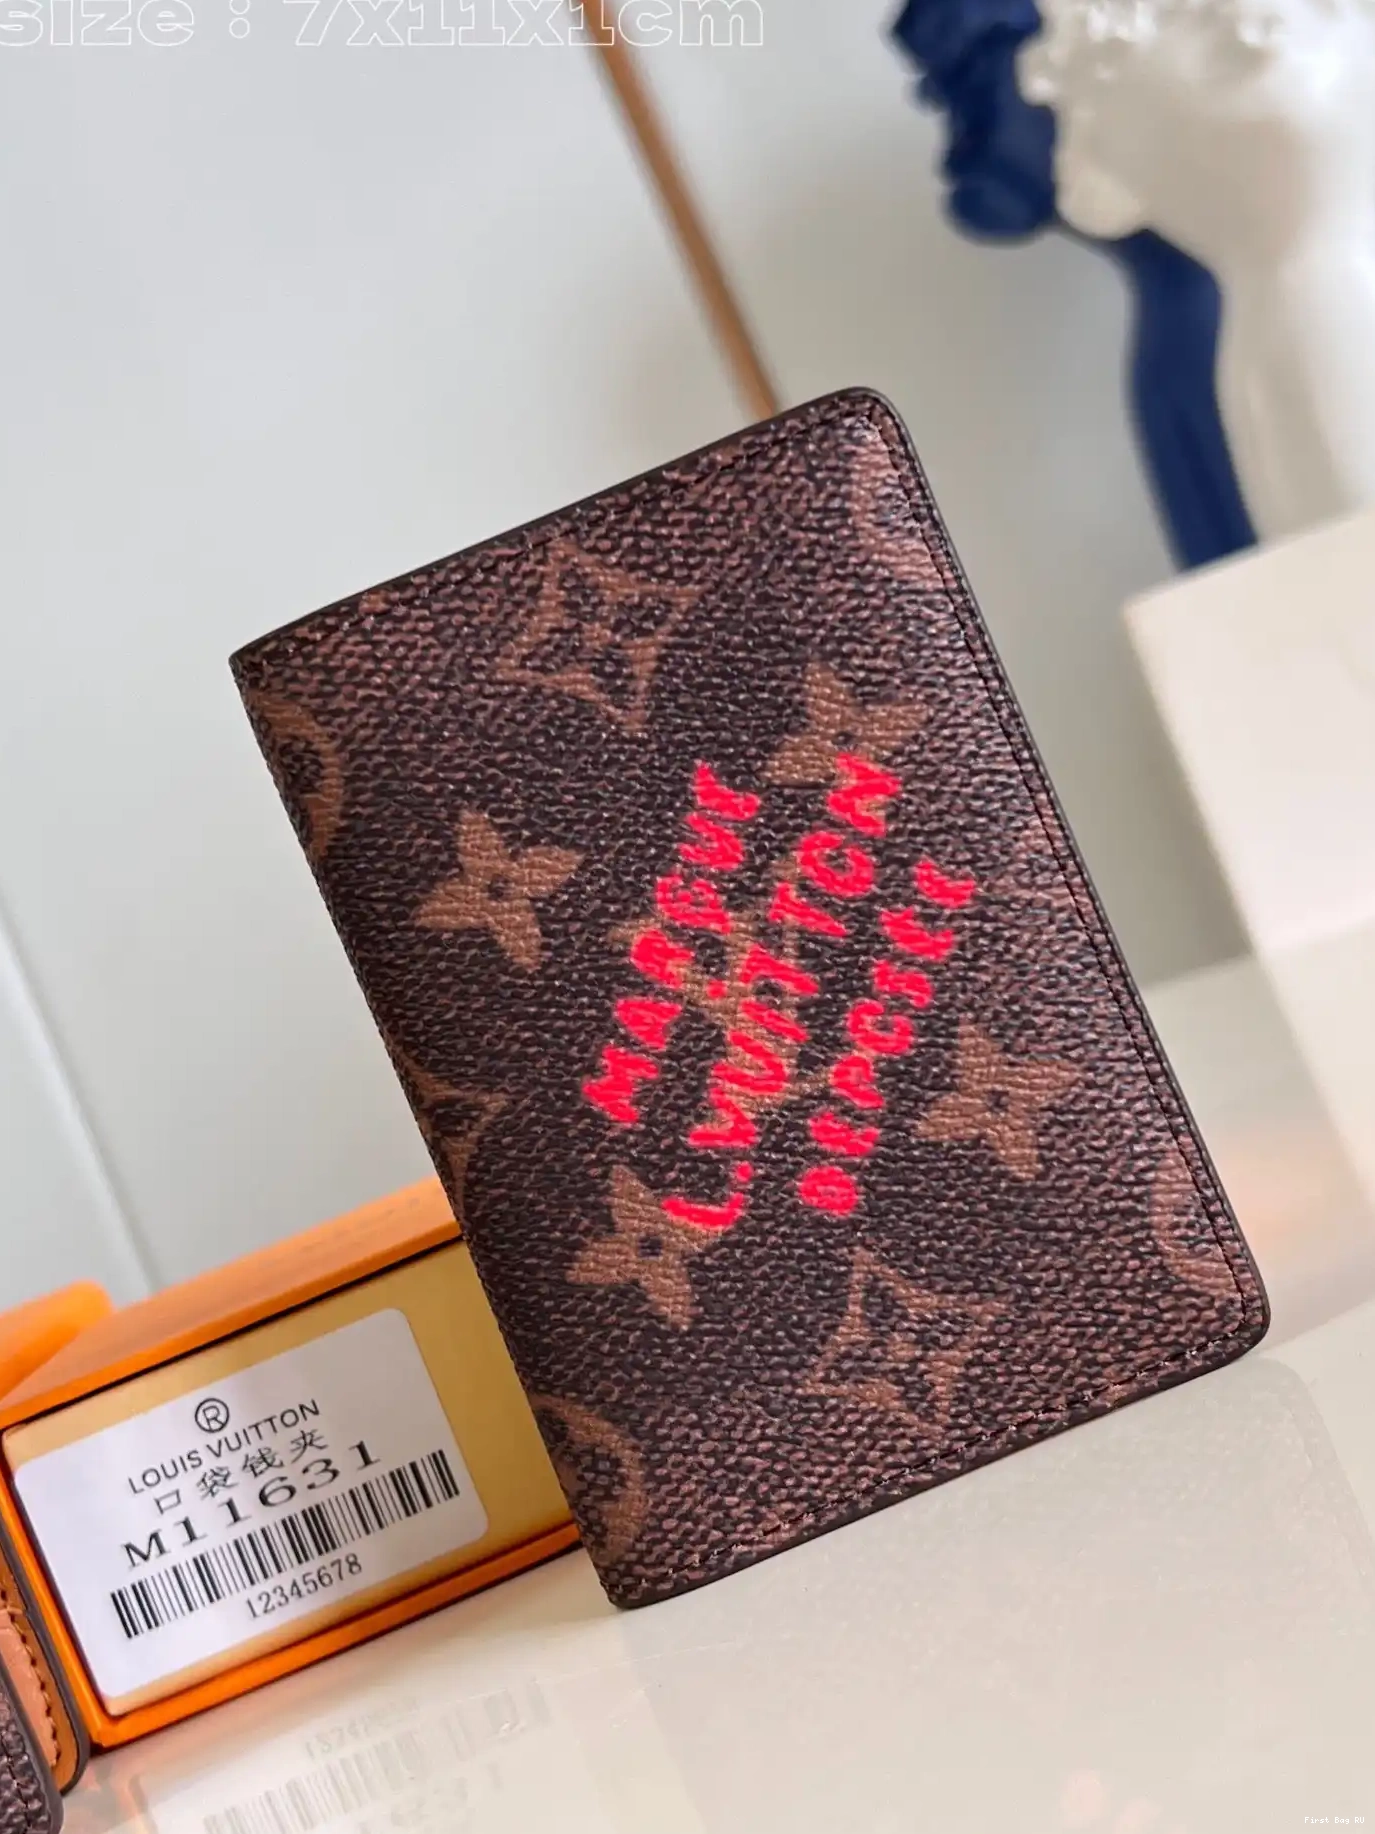 size : 7x11x1cm
MARQUE
L.VUITTON
DEPOSEE
®
LOUIS VUITTON
口袋钱夹
M11631
12345678
First Bag RU